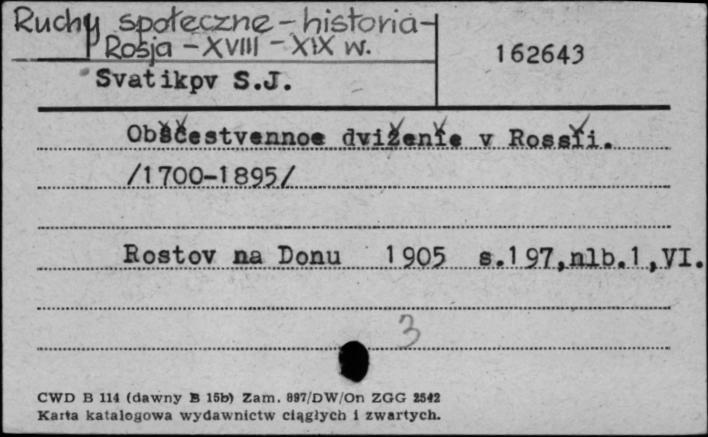 Ruchy społeczne - historia -
Rosja - XVIII - XIX w.
162643
Svatikpv S.J.
Obščestvennoe dviženie v Rossii.
/1700-1895/
Rostov na Donu 1905 s.197,nlb.1,VI.
3
CWD B 114 (dawny B 15b) Zam. 897/DW/On ZGG 2542
Karta katalogowa wydawnictw ciągłych i zwartych.